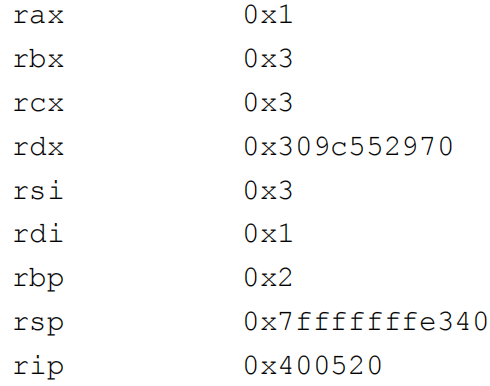 rax 0x1
rbx 0x3
rcx 0x3
rdx 0x309c552970
rsi 0x3
rdi 0x1
rbp 0x2
rsp 0x7fffffffe340
rip 0x400520